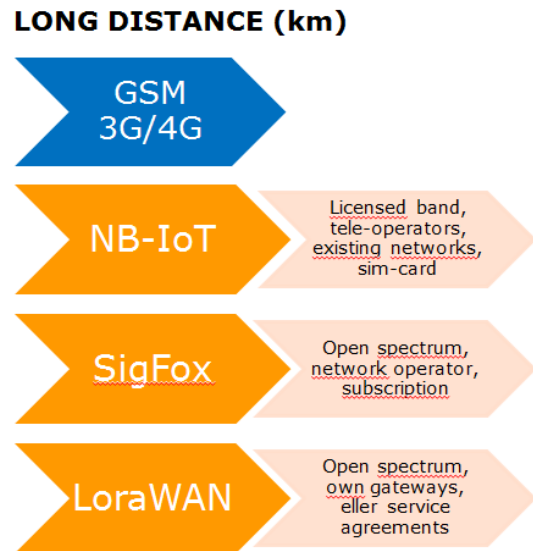 LONG DISTANCE (km)
GSM
3G/4G
NB-IoT
Licensed band,
tele-operators,
existing networks,
sim-card
SigFox
Open spectrum,
network operator,
subscription
LoraWAN
Open spectrum,
own gateways,
eller service
agreements